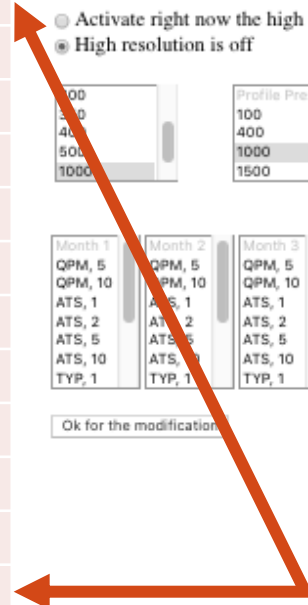 Activate right now the high
High resolution is off
Profile Pre
100
400
400
500
1000
1000
1500
Month 1 Month 2 Month 3
QPM, 5 QPM, 5 QPM, 5
QPM, 10 QPM, 10 QPM, 10
ATS, 1 ATS, 1
ATS, 2 2 ATS, 2
ATS, 5 ATS, 5
ATS, 10 ATS, ATS, 10
TYP, 1 TYP, 1 TYP, 1
Ok for the modification